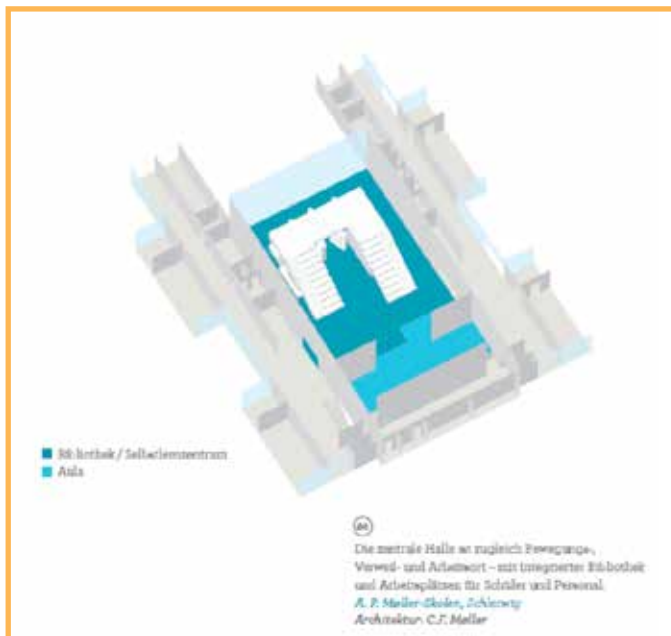 Bibliothek / Selbstlernzentrum
Aula
Die zentrale Halle ist zugleich Bewegungs-,
Verweil- und Arbeitsort – mit integrierter Bibliothek
und Arbeitsplätzen für Schüler und Personal.
A. P. Møller-Skolen, Schleswig
Architektur: C.F. Møller